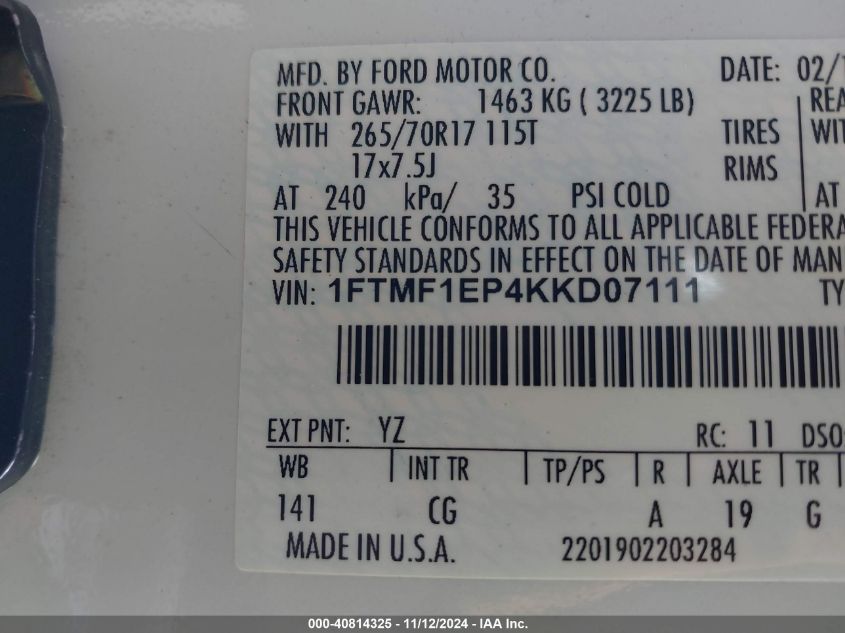 MFD. BY FORD MOTOR CO. DATE: 02/
FRONT GAWR: 1463 KG ( 3225 LB) REA
WITH 265/70R17 115T TIRES WIT
17x7.5J RIMS
AT 240 kPa/ 35 PSI COLD AT
THIS VEHICLE CONFORMS TO ALL APPLICABLE FEDERA
SAFETY STANDARDS IN EFFECT ON THE DATE OF MAN
VIN: 1FTMF1EP4KKD07111 TY
EXT PNT: YZ RC: 11 DSO
WB INT TR TP/PS R AXLE TR
141 CG A 19 G
MADE IN U.S.A. 2201902203284
000-40814325 - 11/12/2024 - IAA Inc.